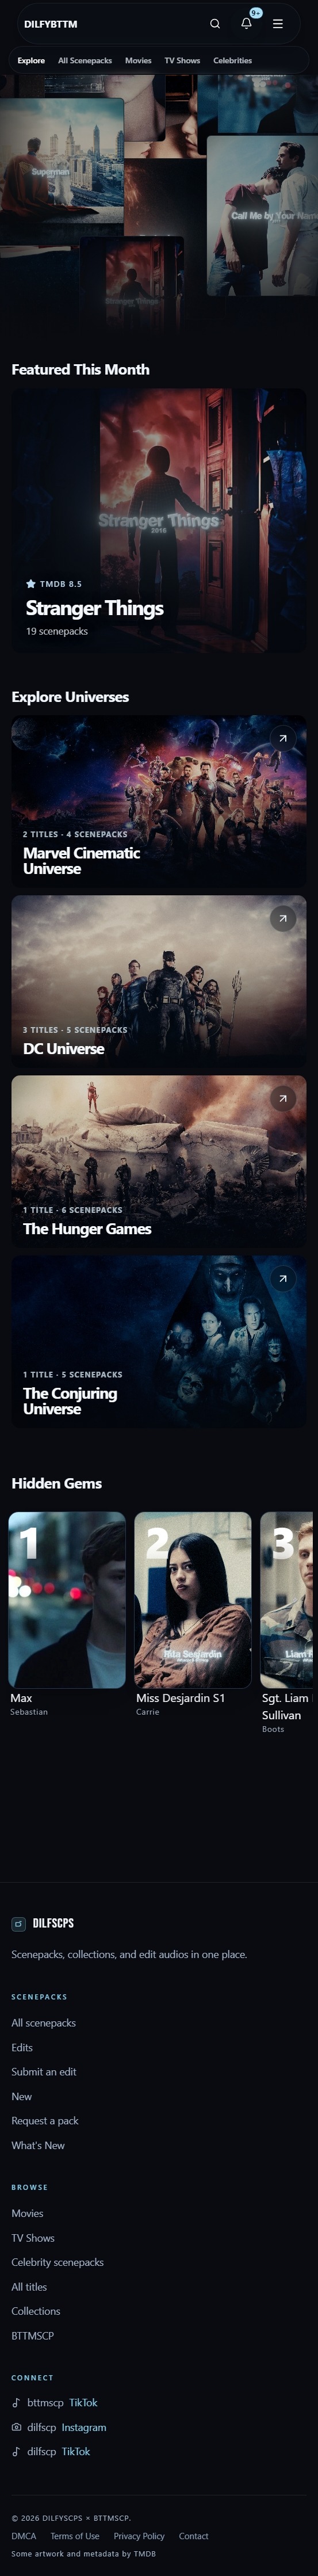 DILFYBTTM
9+
Explore All Scenepacks Movies TV Shows Celebrities
Superman
Call Me by Your Name
Stranger Things
Featured This Month
Stranger Things
2016
TMDB 8.5
Stranger Things
19 scenepacks
Explore Universes
2 TITLES · 4 SCENEPACKS
Marvel Cinematic
Universe
3 TITLES · 5 SCENEPACKS
DC Universe
1 TITLE · 6 SCENEPACKS
The Hunger Games
1 TITLE · 5 SCENEPACKS
The Conjuring
Universe
Hidden Gems
1
2
3
Rita Desjardin
Liam
Max
Sebastian
Miss Desjardin S1
Carrie
Sgt. Liam
Sullivan
Boots
DILFSCPS
Scenepacks, collections, and edit audios in one place.
SCENEPACKS
All scenepacks
Edits
Submit an edit
New
Request a pack
What's New
BROWSE
Movies
TV Shows
Celebrity scenepacks
All titles
Collections
BTTMSCP
CONNECT
bttmscp TikTok
dilfscp Instagram
dilfscp TikTok
© 2026 DILFYSCPS × BTTMSCP.
DMCA Terms of Use Privacy Policy Contact
Some artwork and metadata by TMDB